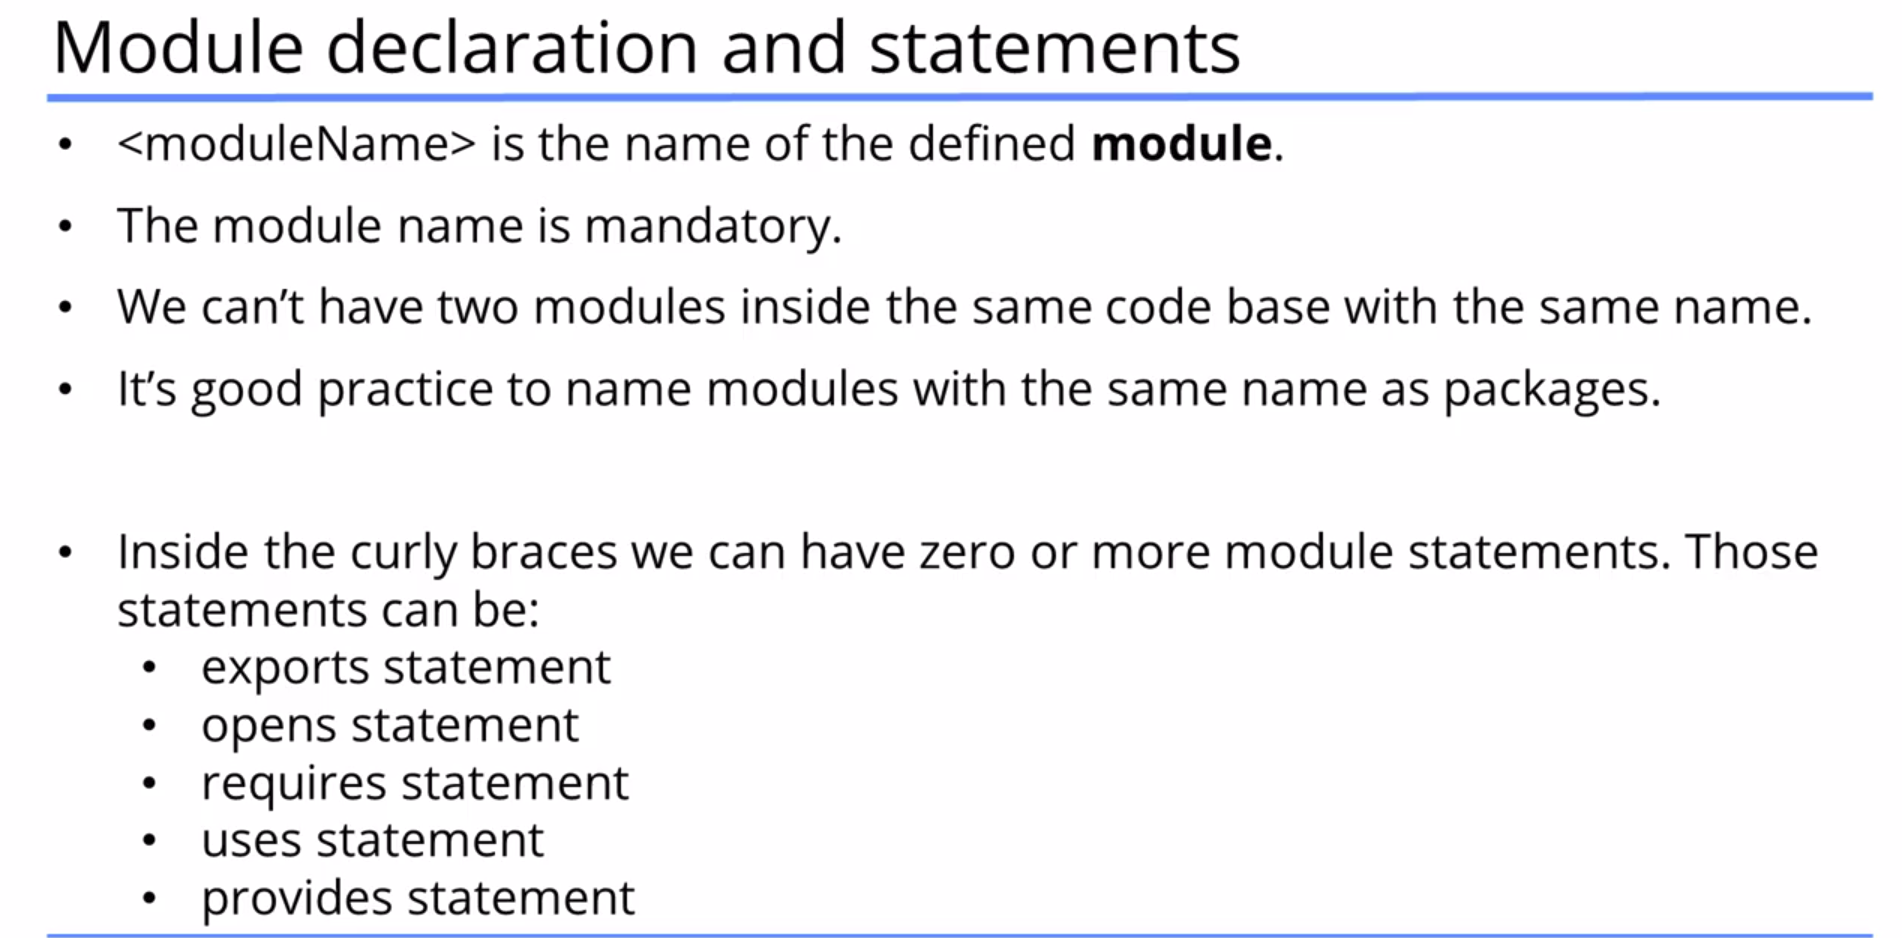 Module declaration and statements
• <moduleName> is the name of the defined module.
• The module name is mandatory.
• We can’t have two modules inside the same code base with the same name.
• It’s good practice to name modules with the same name as packages.
• Inside the curly braces we can have zero or more module statements. Those
statements can be:
• exports statement
• opens statement
• requires statement
• uses statement
• provides statement